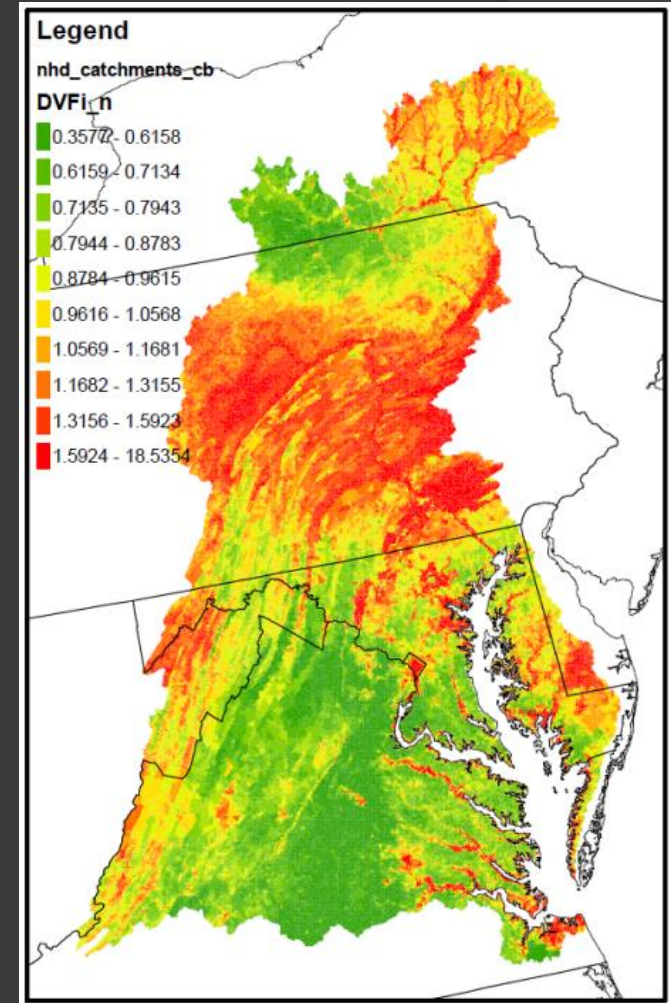 Legend
nhd_catchments_cb
DVFi_n
0.3577 - 0.6158
0.6159 - 0.7134
0.7135 - 0.7943
0.7944 - 0.8783
0.8784 - 0.9615
0.9616 - 1.0568
1.0569 - 1.1681
1.1682 - 1.3155
1.3156 - 1.5923
1.5924 - 18.5354